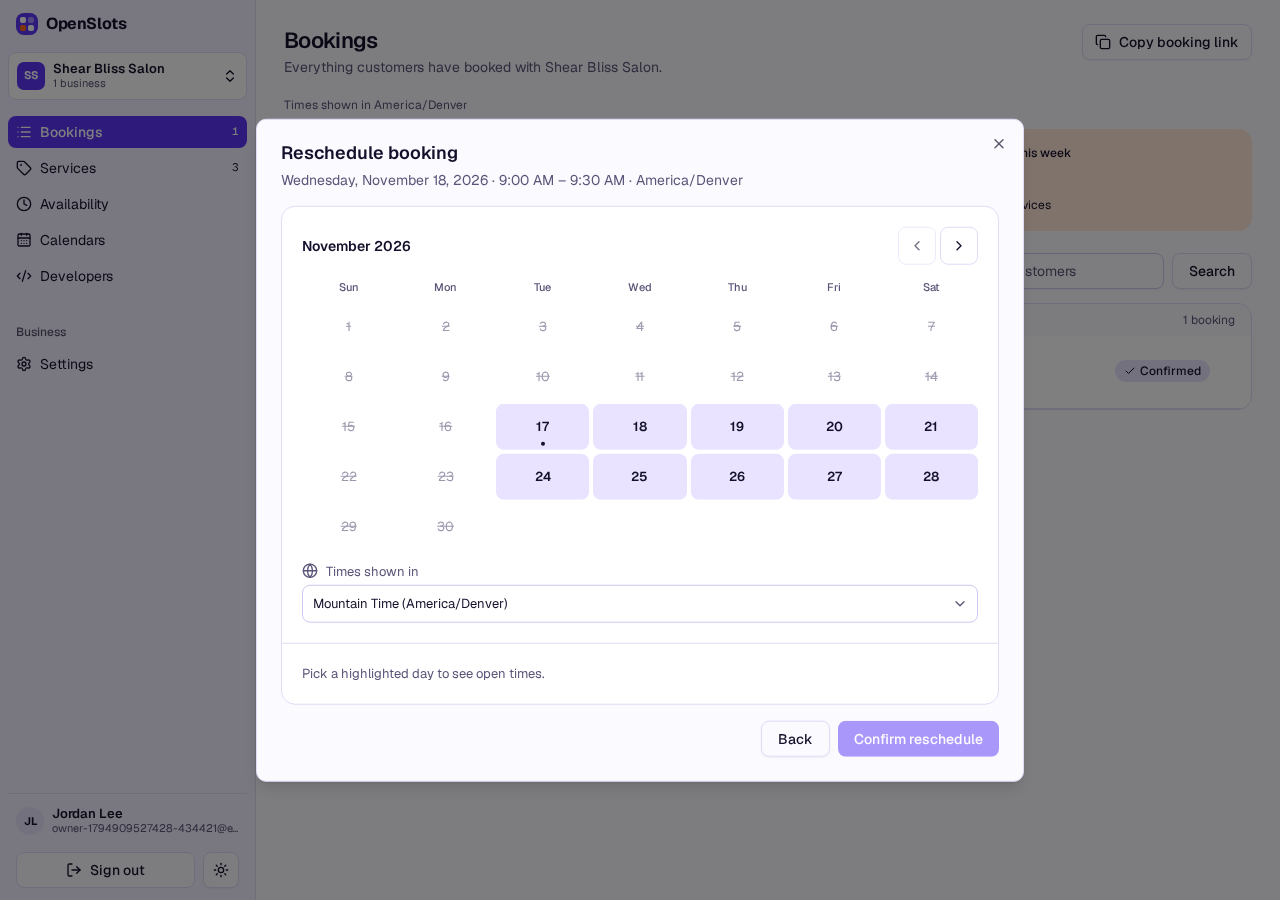 OpenSlots
SS
Shear Bliss Salon
1 business
Bookings 1
Services 3
Availability
Calendars
Developers
Business
Settings
JL
Jordan Lee
owner-1794909527428-434421@e...
Sign out
Bookings
Everything customers have booked with Shear Bliss Salon.
Copy booking link
Times shown in America/Denver
this week
Search
1 booking
Confirmed
Reschedule booking
Wednesday, November 18, 2026 · 9:00 AM – 9:30 AM · America/Denver
November 2026
Sun Mon Tue Wed Thu Fri Sat
1 2 3 4 5 6 7
8 9 10 11 12 13 14
15 16 17 18 19 20 21
22 23 24 25 26 27 28
29 30
Times shown in
Mountain Time (America/Denver)
Pick a highlighted day to see open times.
Back
Confirm reschedule